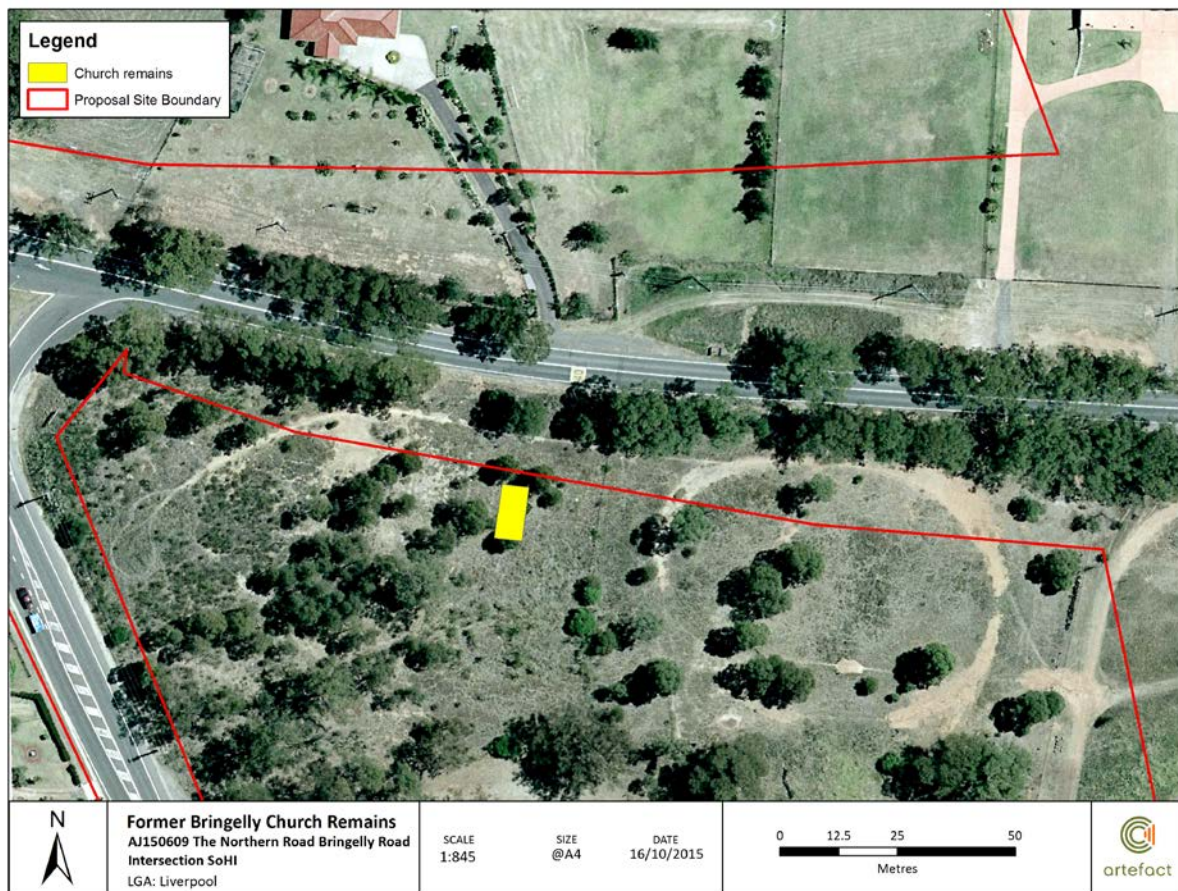 Legend
Church remains
Proposal Site Boundary
N
Former Bringelly Church Remains
AJ150609 The Northern Road Bringelly Road
Intersection SoHI
LGA: Liverpool
SCALE
1:845
SIZE
@A4
DATE
16/10/2015
0 12.5 25 50
Metres
artefact